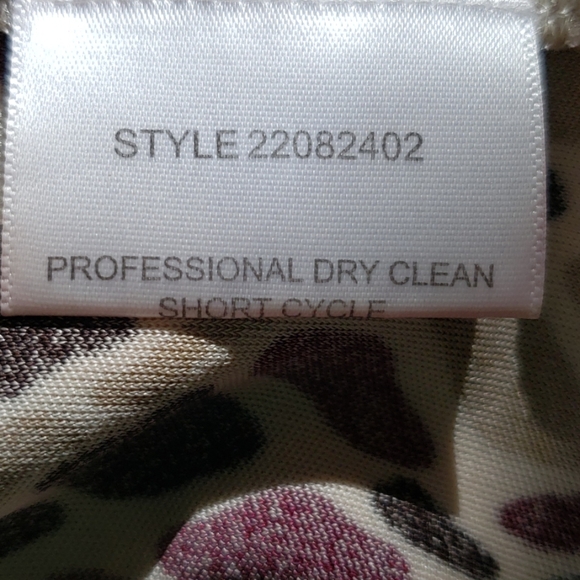 STYLE 22082402
PROFESSIONAL DRY CLEAN
SHORT CYCLE